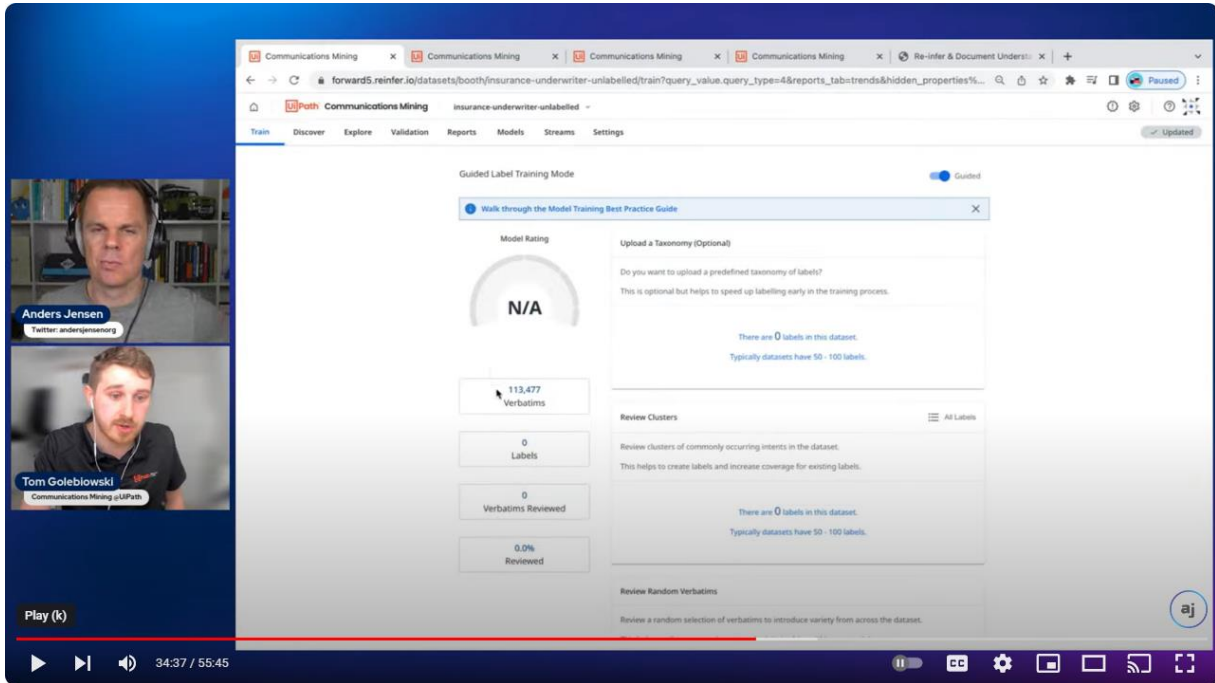 Communications Mining
Communications Mining
Communications Mining
Communications Mining
Re-infer & Document Underst
forward5.reinfer.io/datasets/booth/insurance-underwriter-unlabelled/train?query_value.query_type=4&reports_tab=trends&hidden_properties%...
Paused
UiPath Communications Mining
insurance-underwriter-unlabelled
Train
Discover
Explore
Validation
Reports
Models
Streams
Settings
Updated
Guided Label Training Mode
Guided
Walk through the Model Training Best Practice Guide
Model Rating
N/A
113,477
Verbatims
0
Labels
0
Verbatims Reviewed
0.0%
Reviewed
Upload a Taxonomy (Optional)
Do you want to upload a predefined taxonomy of labels?
This is optional but helps to speed up labelling early in the training process.
There are 0 labels in this dataset.
Typically datasets have 50 - 100 labels.
Review Clusters
All Labels
Review clusters of commonly occurring intents in the dataset.
This helps to create labels and increase coverage for existing labels.
There are 0 labels in this dataset.
Typically datasets have 50 - 100 labels.
Review Random Verbatims
Review a random selection of verbatims to introduce variety from across the dataset.
Anders Jensen
Twitter: andersjensenorg
Tom Golebiowski
Communications Mining @UiPath
Play (k)
aj
34:37 / 55:45
CC